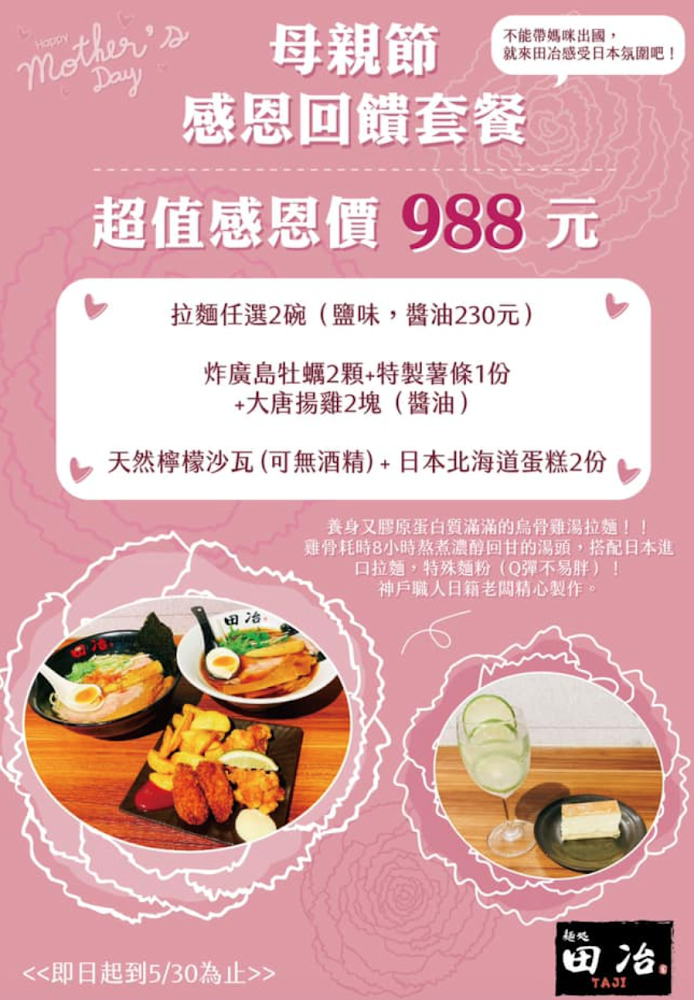 Happy
Mother's
Day
不能帶媽咪出國，
就來田冶感受日本氛圍吧！
母親節
感恩回饋套餐
超值感恩價 988 元
拉麵任選2碗（鹽味，醬油230元）
炸廣島牡蠣2顆+特製薯條1份
+大唐揚雞2塊（醬油）
天然檸檬沙瓦(可無酒精)+ 日本北海道蛋糕2份
養身又膠原蛋白質滿滿的烏骨雞湯拉麵！！
雞骨耗時8小時熬煮濃醇回甘的湯頭，搭配日本進
口拉麵，特殊麵粉（Q彈不易胖）！
神戶職人日籍老闆精心製作。
田冶
田冶
<<即日起到5/30為止>>
麺処
田冶
TAJI